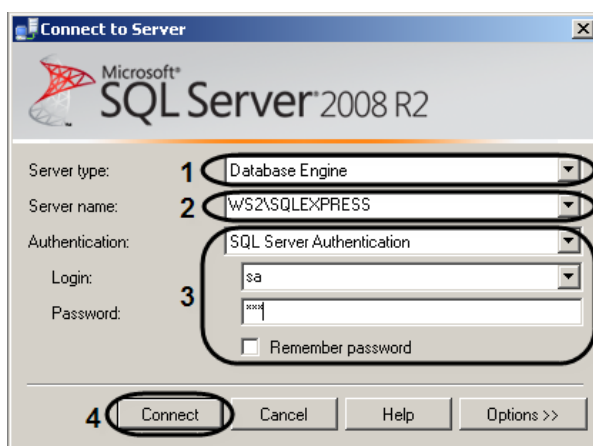 Connect to Server
Microsoft®
SQL Server® 2008 R2
Server type: 1 Database Engine
Server name: 2 WS2\SQLEXPRESS
Authentication: SQL Server Authentication
Login: sa
3
Password: ***
Remember password
4 Connect Cancel Help Options >>